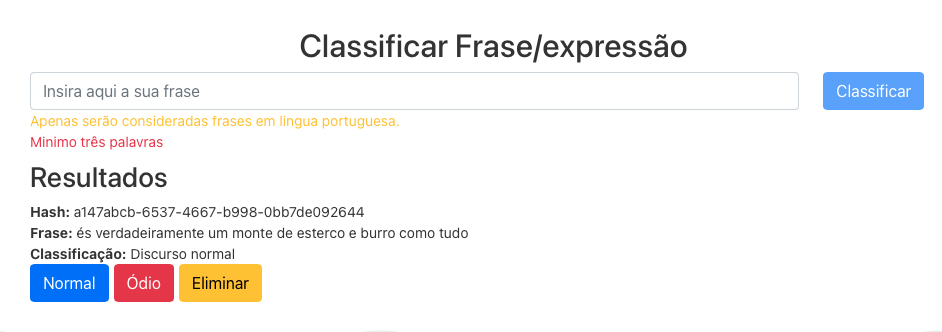 Classificar Frase/expressão
Insira aqui a sua frase
Classificar
Apenas serão consideradas frases em lingua portuguesa.
Minimo três palavras
Resultados
Hash: a147abcb-6537-4667-b998-0bb7de092644
Frase: és verdadeiramente um monte de esterco e burro como tudo
Classificação: Discurso normal
Normal Ódio Eliminar